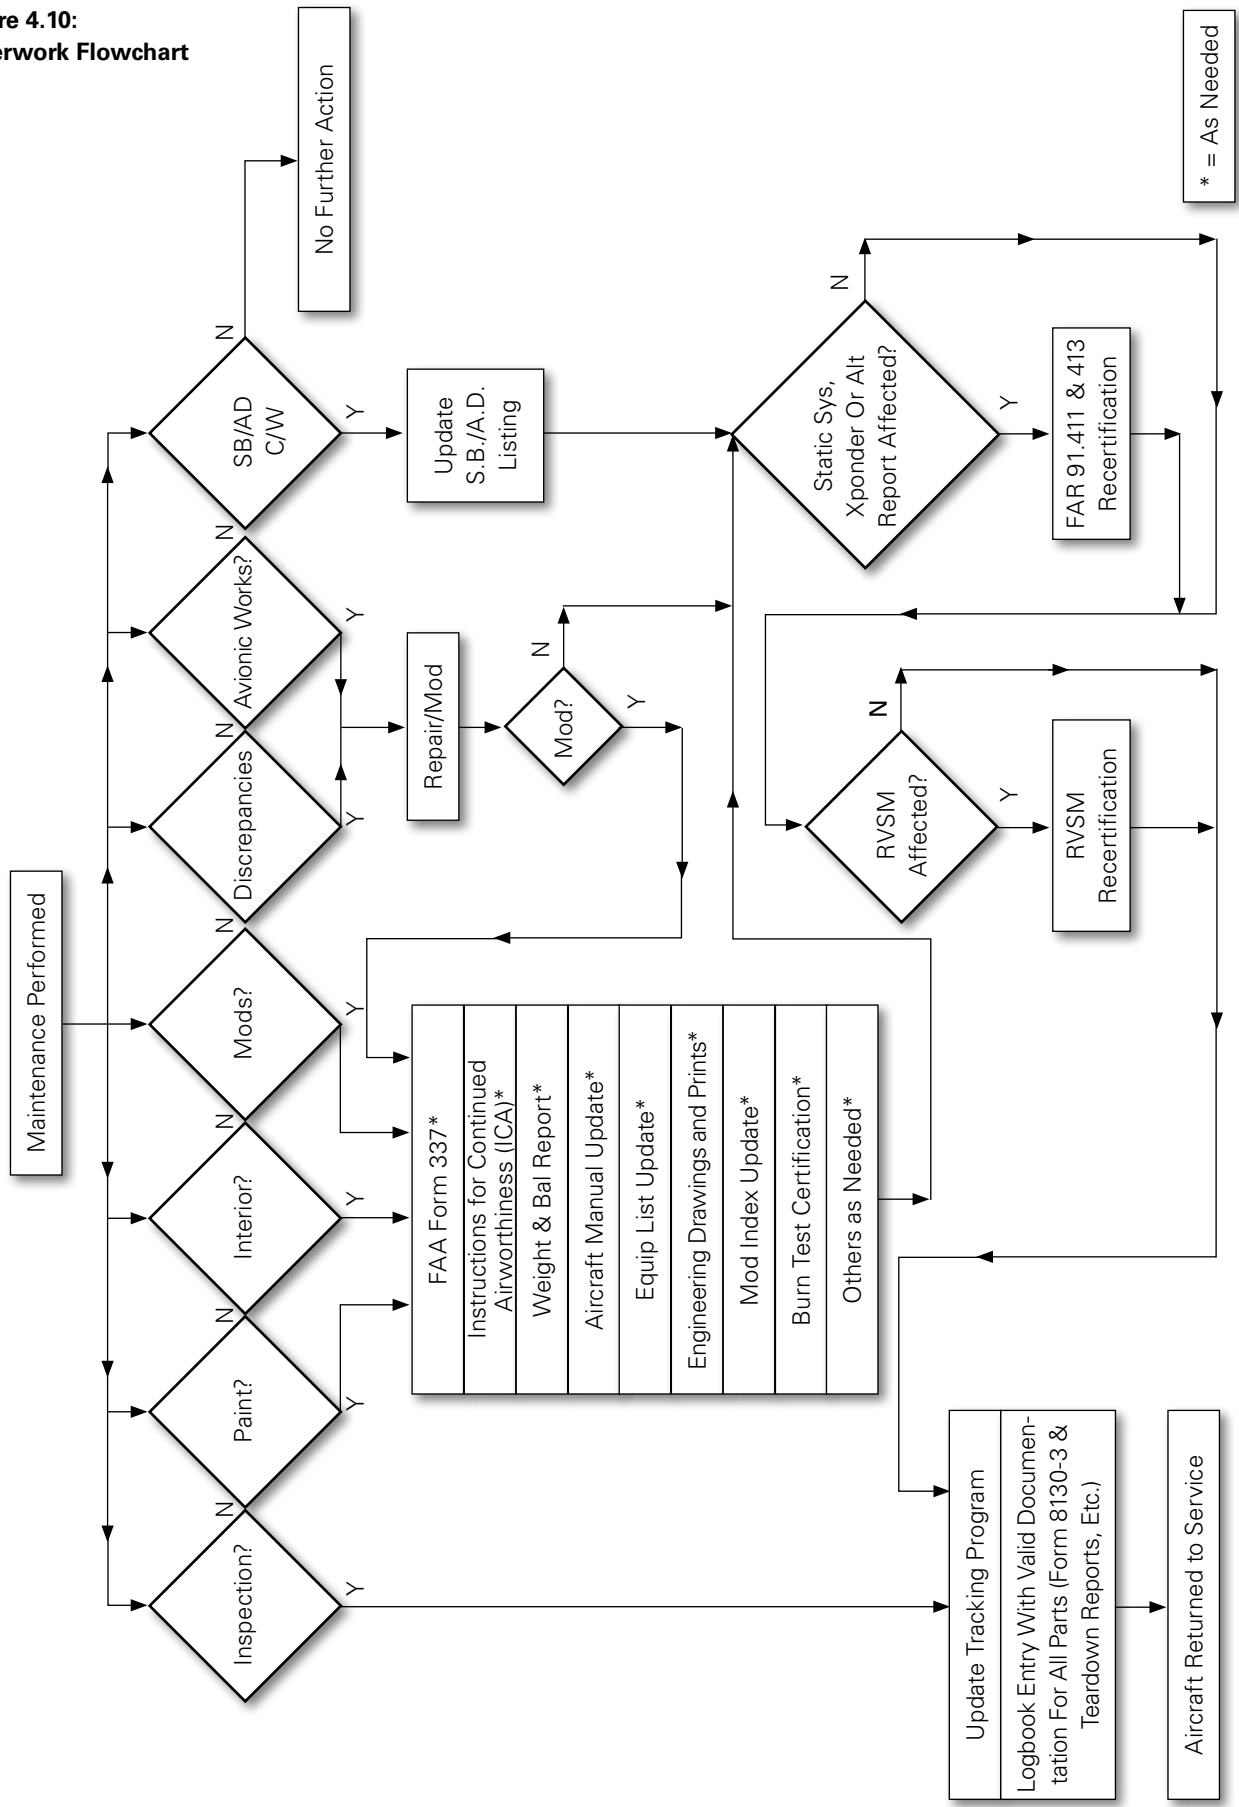 re 4.10:
erwork Flowchart
Maintenance Performed
Inspection?
N
Y
Paint?
N
Y
Interior?
N
Y
Mods?
N
Y
Discrepancies
N
Y
Avionic Works?
N
Y
SB/AD
C/W
N
Y
No Further Action
Update
S.B./A.D.
Listing
Repair/Mod
Mod?
N
Y
FAA Form 337*
Instructions for Continued
Airworthiness (ICA)*
Weight & Bal Report*
Aircraft Manual Update*
Equip List Update*
Engineering Drawings and Prints*
Mod Index Update*
Burn Test Certification*
Others as Needed*
Static Sys,
Xponder Or Alt
Report Affected?
N
Y
FAR 91.411 & 413
Recertification
RVSM
Affected?
N
Y
RVSM
Recertification
Update Tracking Program
Logbook Entry With Valid Documen-
tation For All Parts (Form 8130-3 &
Teardown Reports, Etc.)
Aircraft Returned to Service
* = As Needed